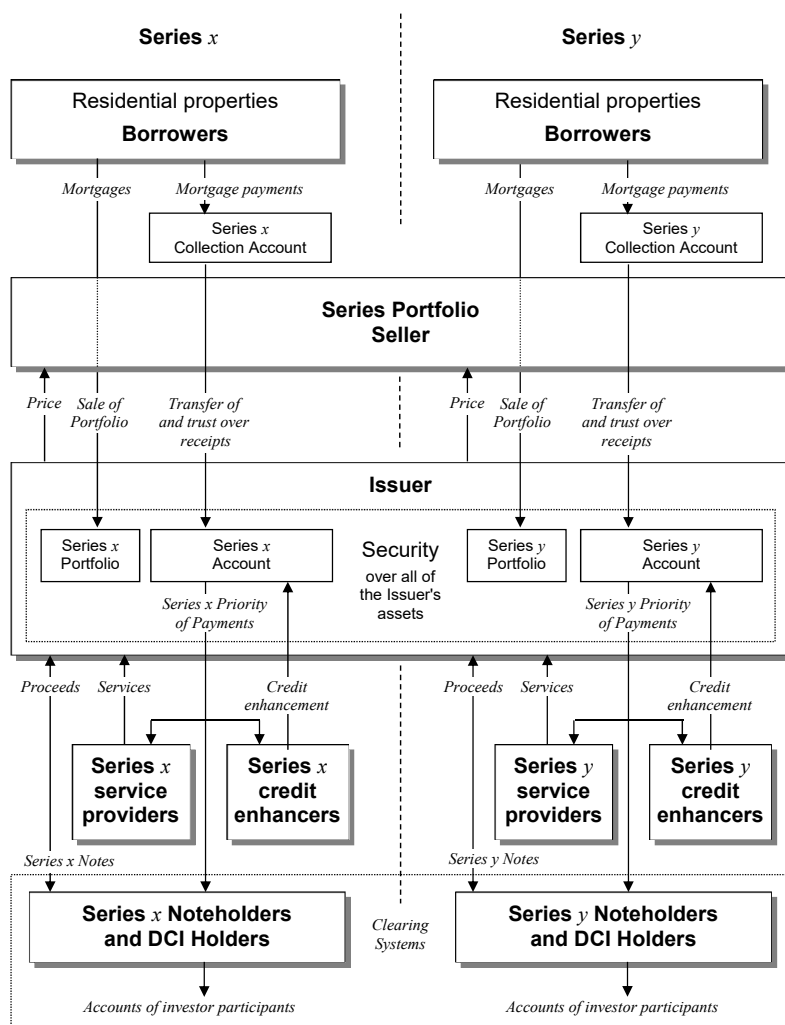 Series x
Series y
Residential properties
Borrowers
Residential properties
Borrowers
Mortgages
Mortgage payments
Mortgages
Mortgage payments
Series x
Collection Account
Series y
Collection Account
Series Portfolio
Seller
Price
Sale of
Portfolio
Transfer of
and trust over
receipts
Price
Sale of
Portfolio
Transfer of
and trust over
receipts
Issuer
Series x
Portfolio
Series x
Account
Security
over all of
the Issuer's
assets
Series y
Portfolio
Series y
Account
Series x Priority
of Payments
Series y Priority
of Payments
Proceeds
Services
Credit
enhancement
Proceeds
Services
Credit
enhancement
Series x
service
providers
Series x
credit
enhancers
Series y
service
providers
Series y
credit
enhancers
Series x Notes
Series y Notes
Series x Noteholders
and DCI Holders
Clearing
Systems
Series y Noteholders
and DCI Holders
Accounts of investor participants
Accounts of investor participants